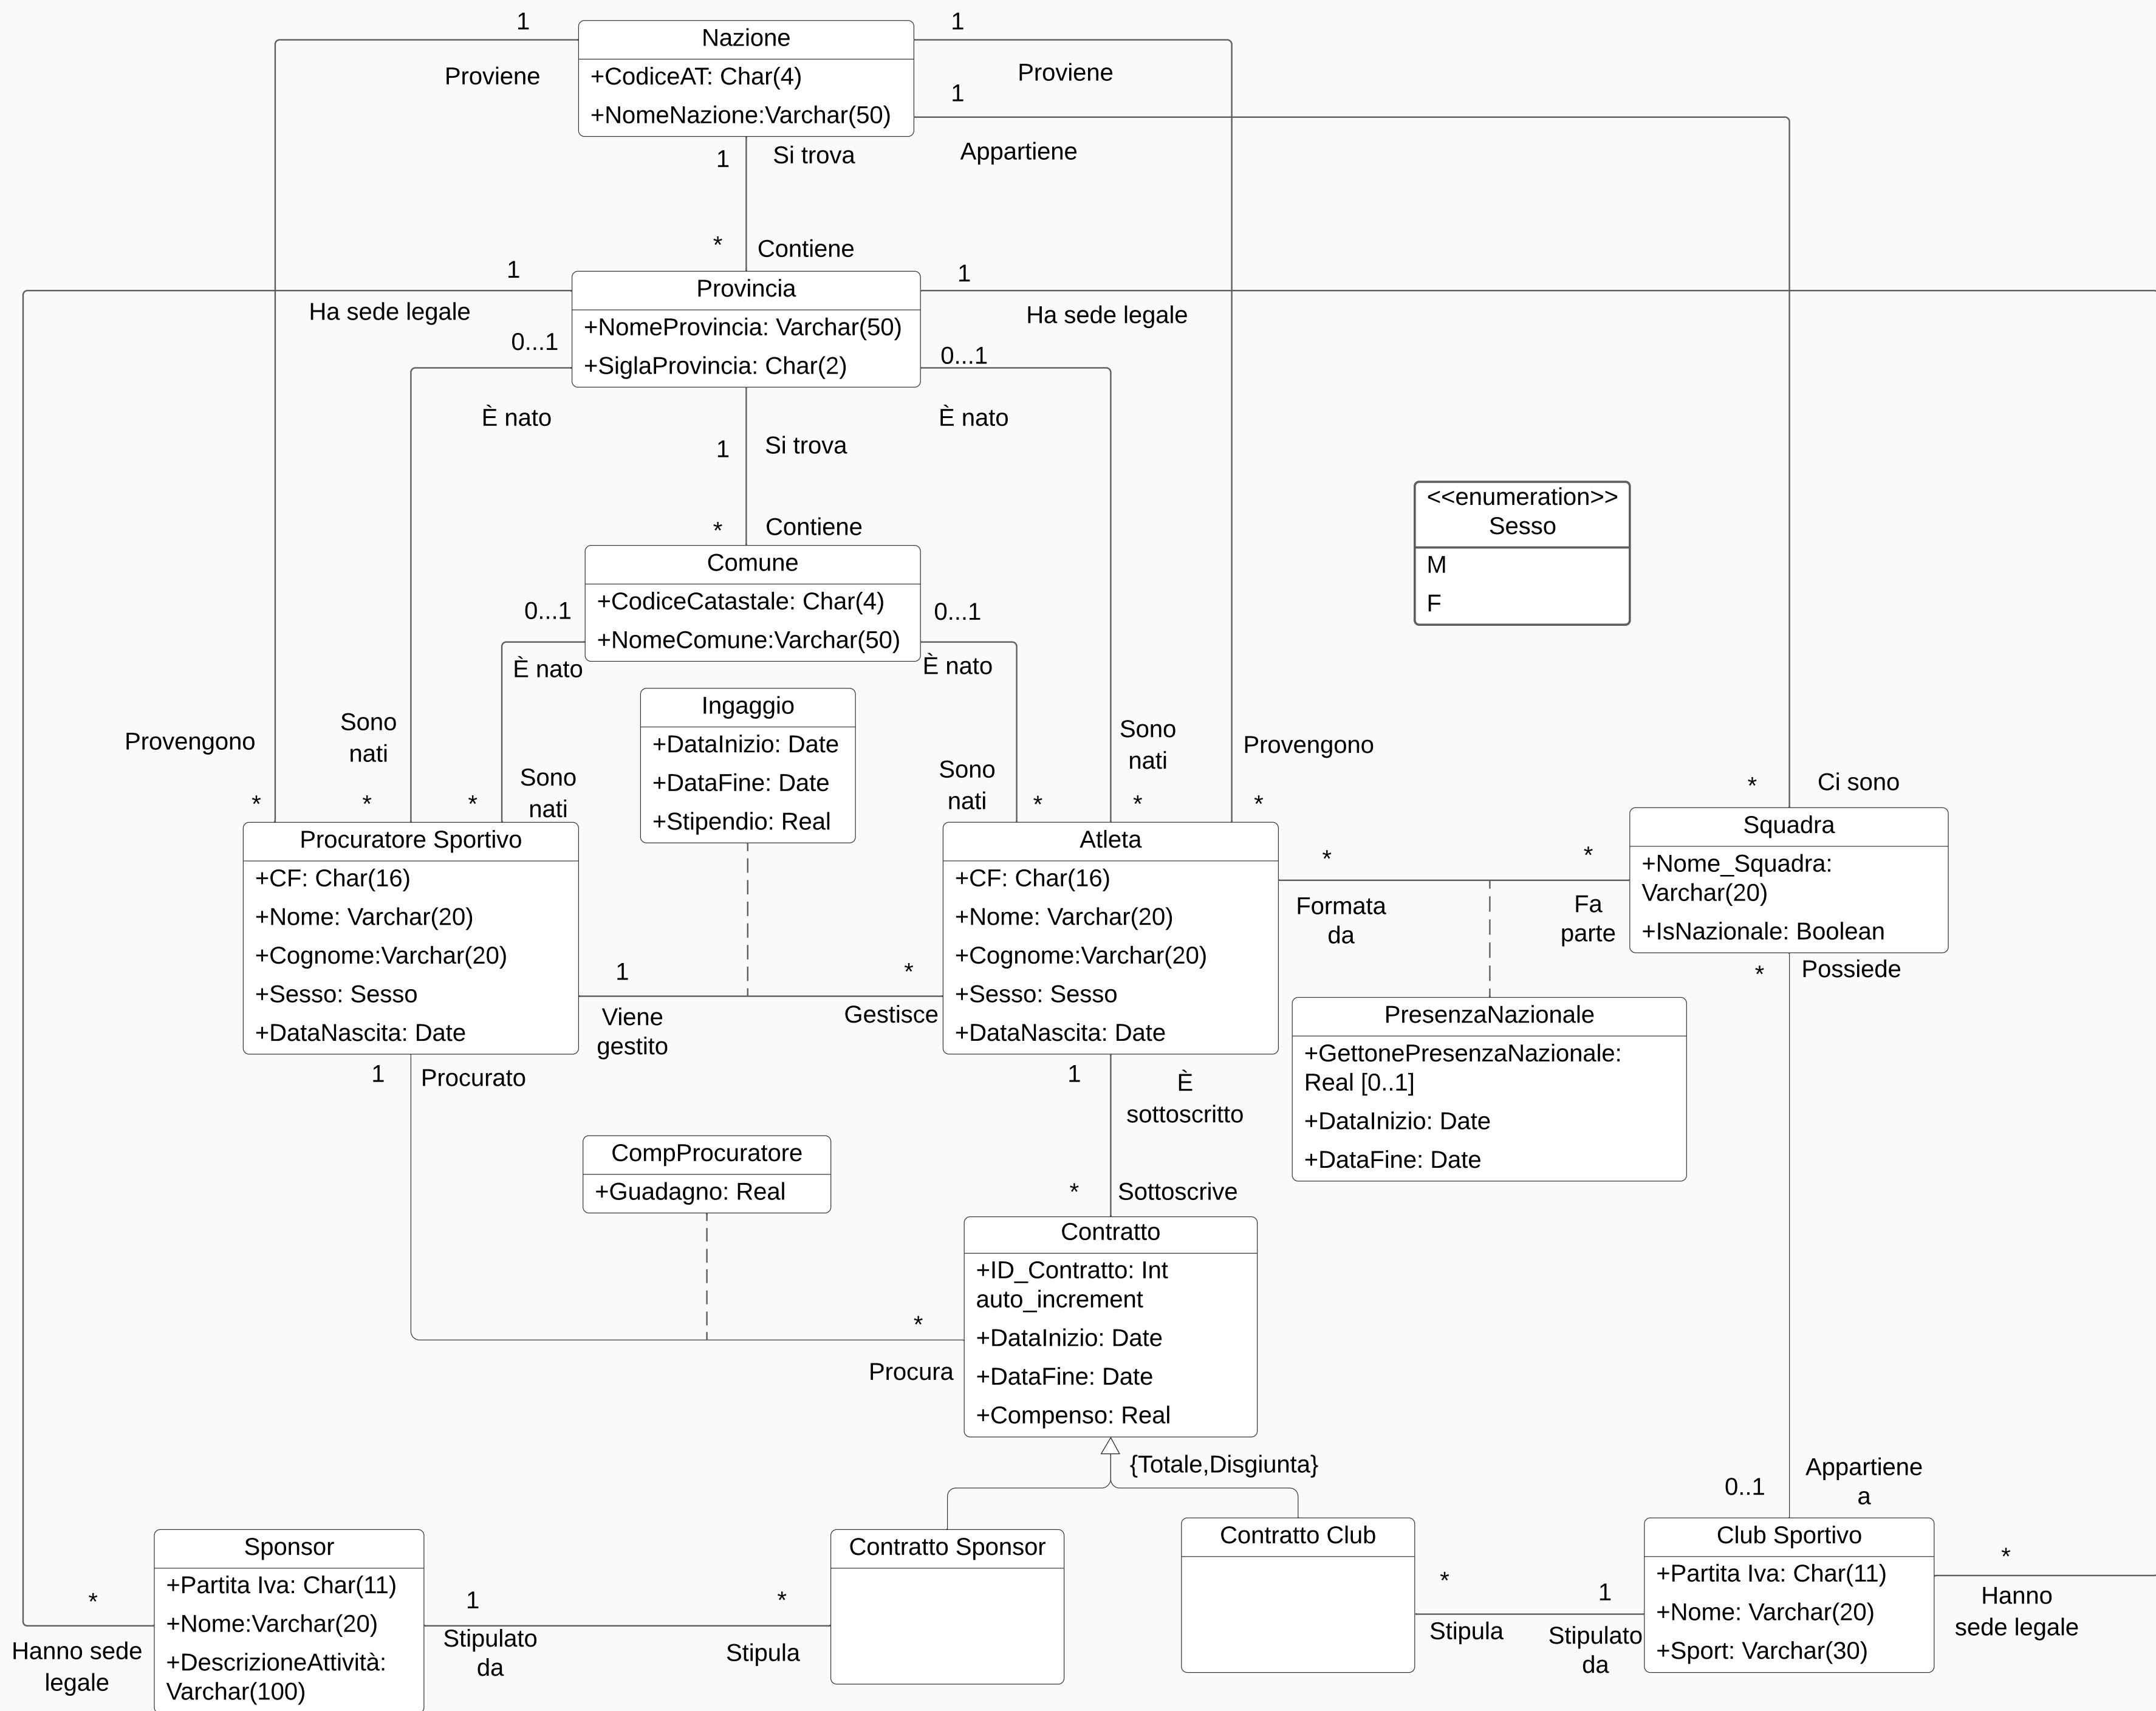 1
1
Nazione
Proviene
+CodiceAT: Char(4)
Proviene
1
+NomeNazione:Varchar(50)
1
Si trova
Appartiene
*
Contiene
1
1
Provincia
Ha sede legale
Ha sede legale
+NomeProvincia: Varchar(50)
0...1
0...1
+SiglaProvincia: Char(2)
È nato
È nato
1
Si trova
<<enumeration>>
Sesso
M
F
*
Contiene
Comune
0...1
+CodiceCatastale: Char(4)
0...1
+NomeComune:Varchar(50)
È nato
È nato
Ingaggio
+DataInizio: Date
+DataFine: Date
+Stipendio: Real
Provengono
Sono
nati
Sono
nati
Sono
nati
Sono
nati
Provengono
*
*
*
*
*
*
*
Ci sono
Procuratore Sportivo
+CF: Char(16)
+Nome: Varchar(20)
+Cognome:Varchar(20)
+Sesso: Sesso
+DataNascita: Date
Atleta
+CF: Char(16)
+Nome: Varchar(20)
+Cognome:Varchar(20)
+Sesso: Sesso
+DataNascita: Date
*
*
Formata
da
Fa
parte
Squadra
+Nome_Squadra:
Varchar(20)
+IsNazionale: Boolean
*
Possiede
1
*
Viene
gestito
Gestisce
PresenzaNazionale
+GettonePresenzaNazionale:
Real [0..1]
+DataInizio: Date
+DataFine: Date
1
Procurato
1
È
sottoscritto
CompProcuratore
+Guadagno: Real
*
Sottoscrive
Contratto
+ID_Contratto: Int
auto_increment
+DataInizio: Date
+DataFine: Date
+Compenso: Real
*
Procura
{Totale,Disgiunta}
Appartiene
a
0..1
Sponsor
+Partita Iva: Char(11)
+Nome:Varchar(20)
+DescrizioneAttività:
Varchar(100)
Contratto Sponsor
Contratto Club
Club Sportivo
+Partita Iva: Char(11)
+Nome: Varchar(20)
+Sport: Varchar(30)
*
Hanno sede
legale
1
Stipulato
da
*
Stipula
*
Stipula
1
Stipulato
da
*
Hanno
sede legale